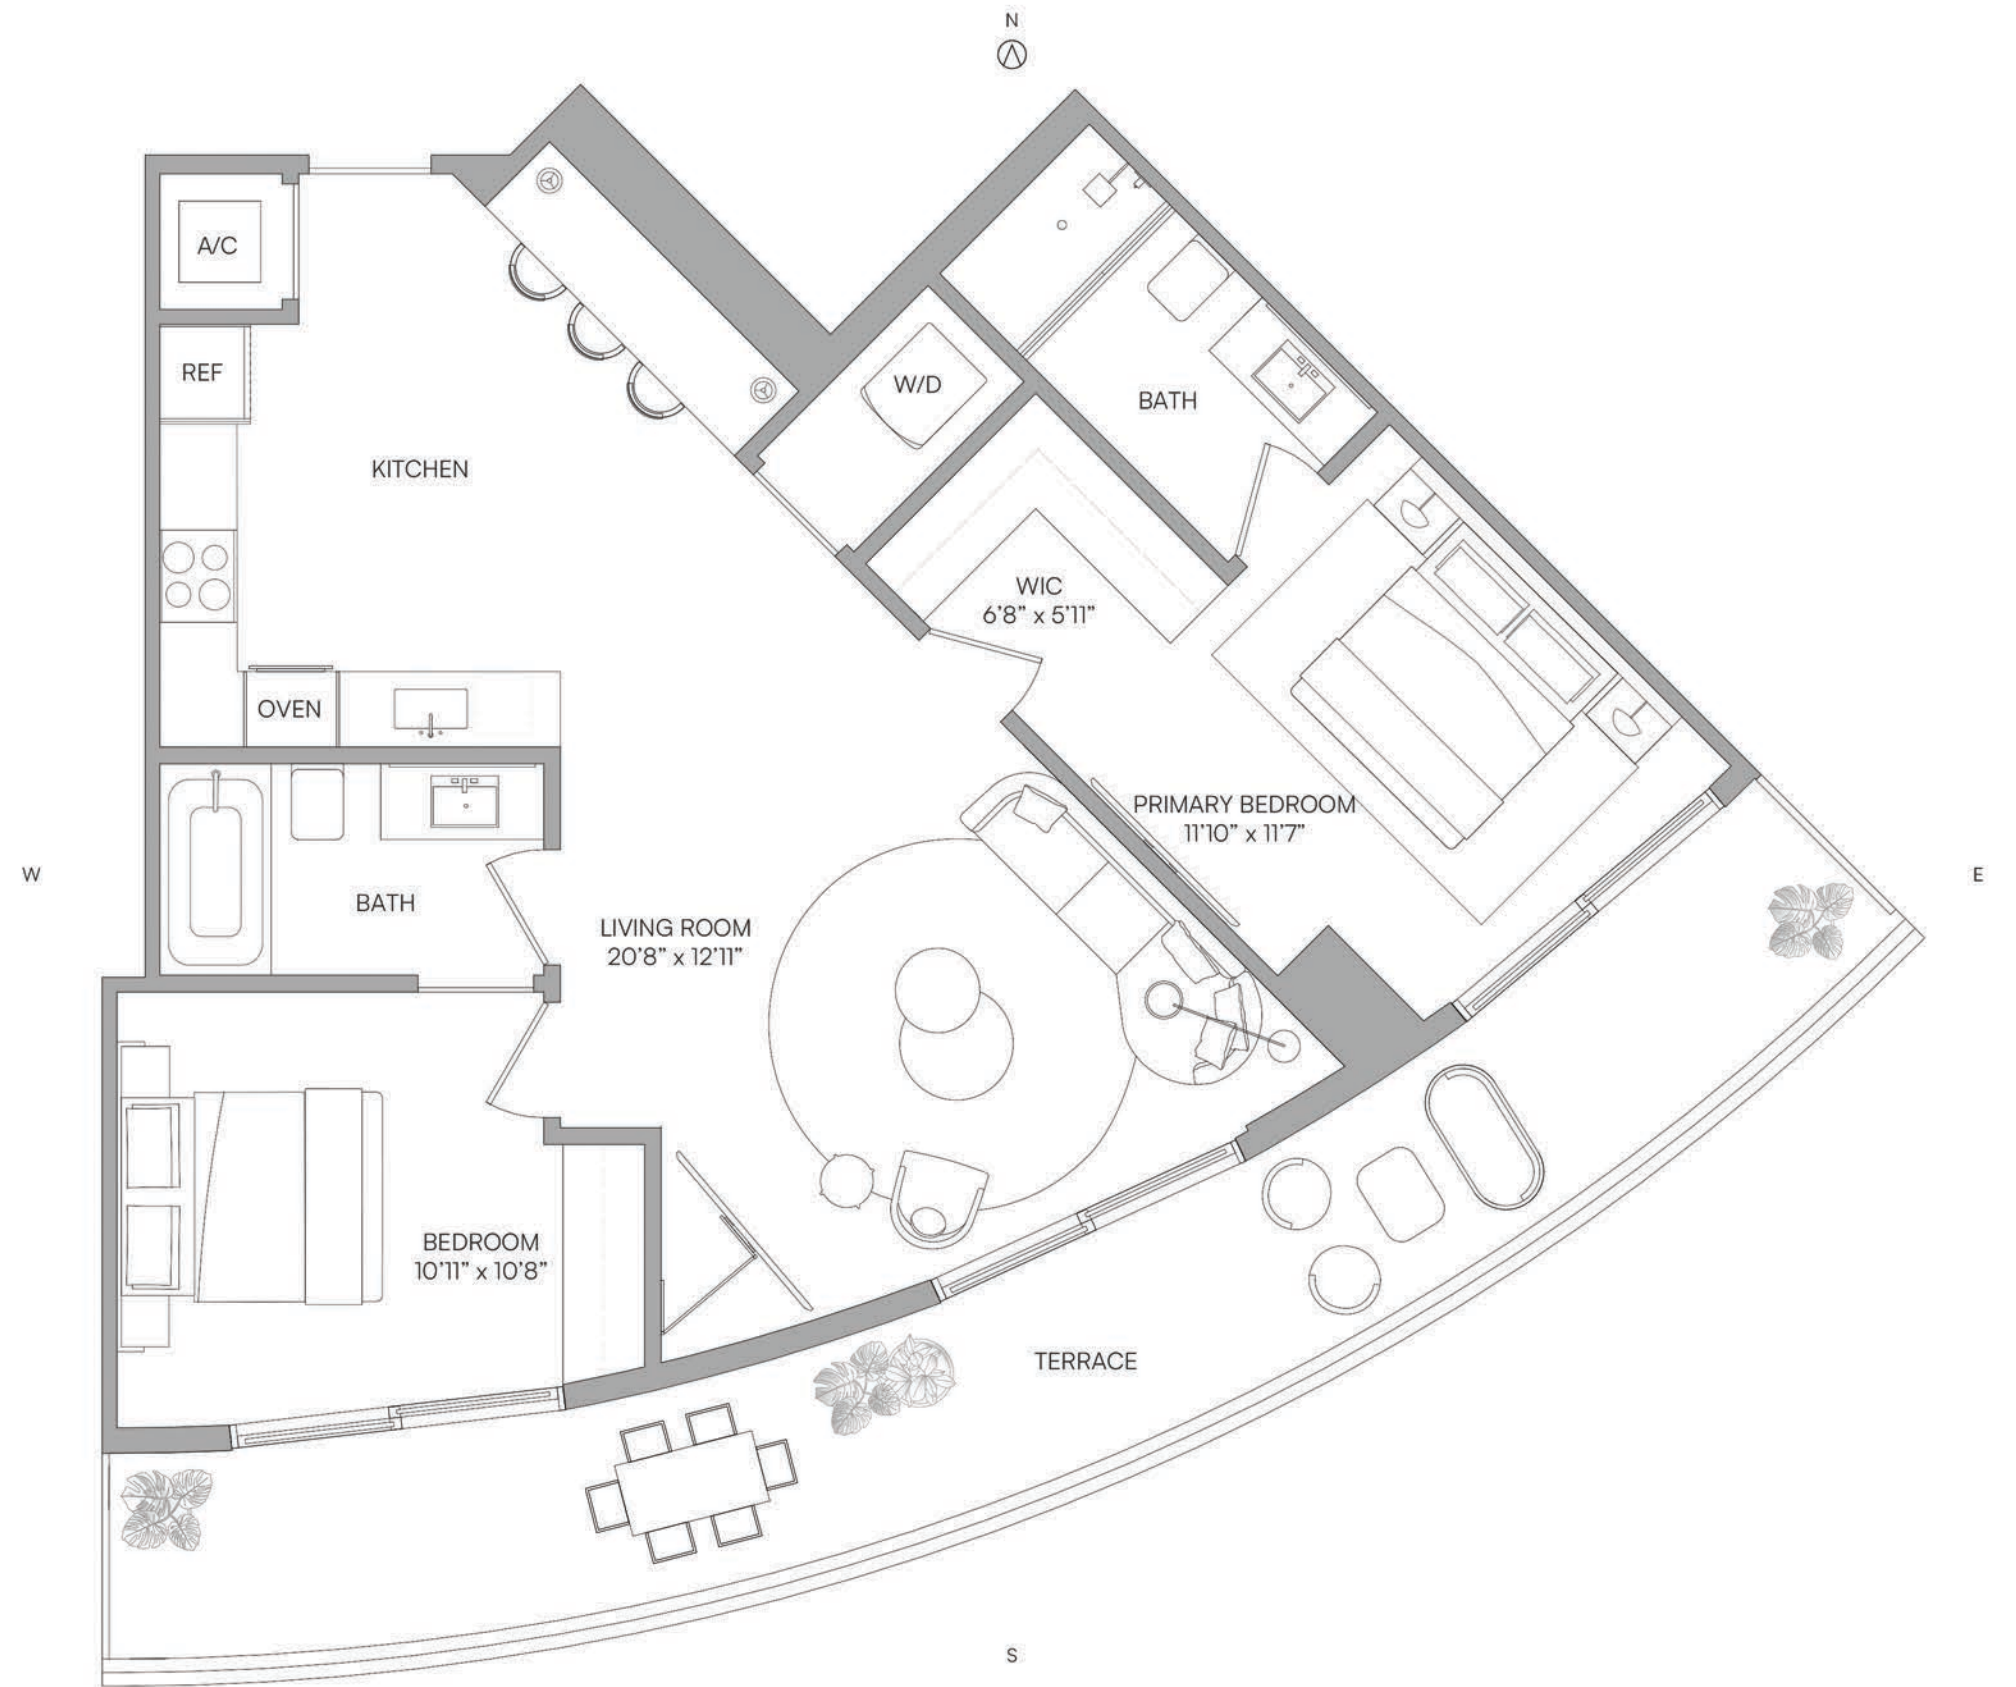 N
A/C
REF
W/D
BATH
KITCHEN
WIC
6'8" x 5'11"
OVEN
PRIMARY BEDROOM
11'10" x 11'7"
W
E
BATH
LIVING ROOM
20'8" x 12'11"
BEDROOM
10'11" x 10'8"
TERRACE
S